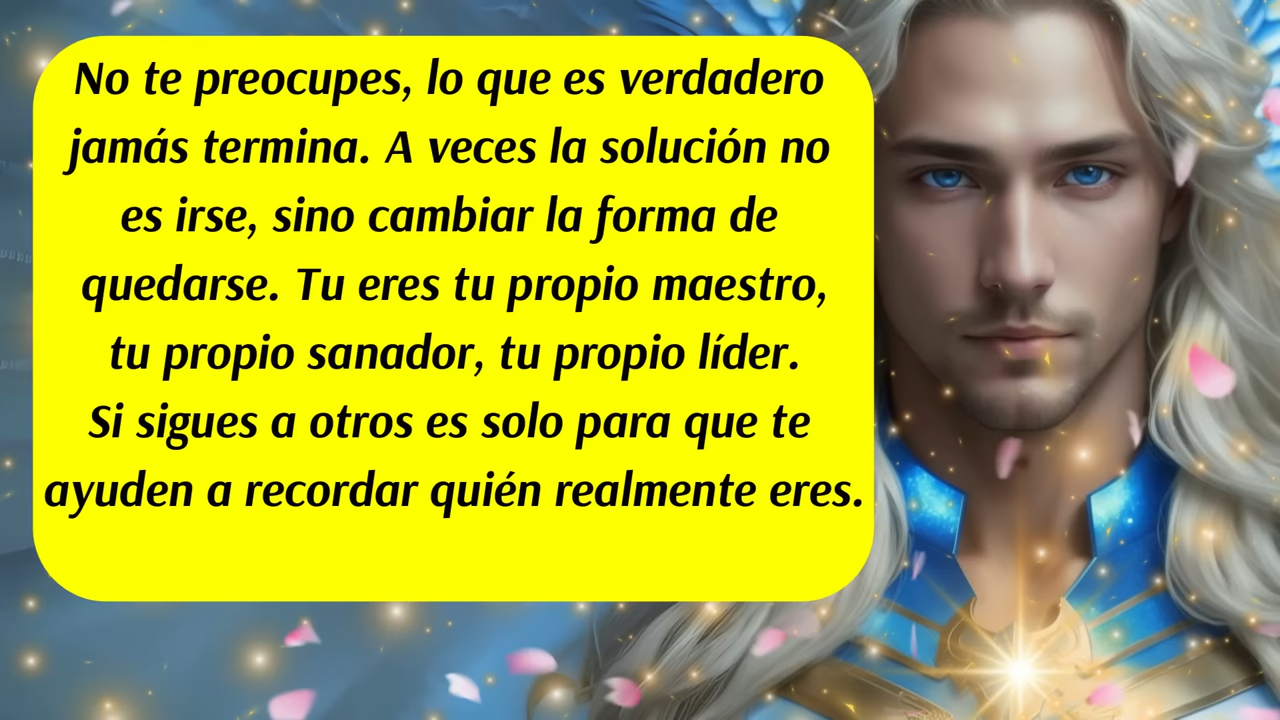 No te preocupes, lo que es verdadero
jamás termina. A veces la solución no
es irse, sino cambiar la forma de
quedarse. Tu eres tu propio maestro,
tu propio sanador, tu propio líder.
Si sigues a otros es solo para que te
ayuden a recordar quién realmente eres.